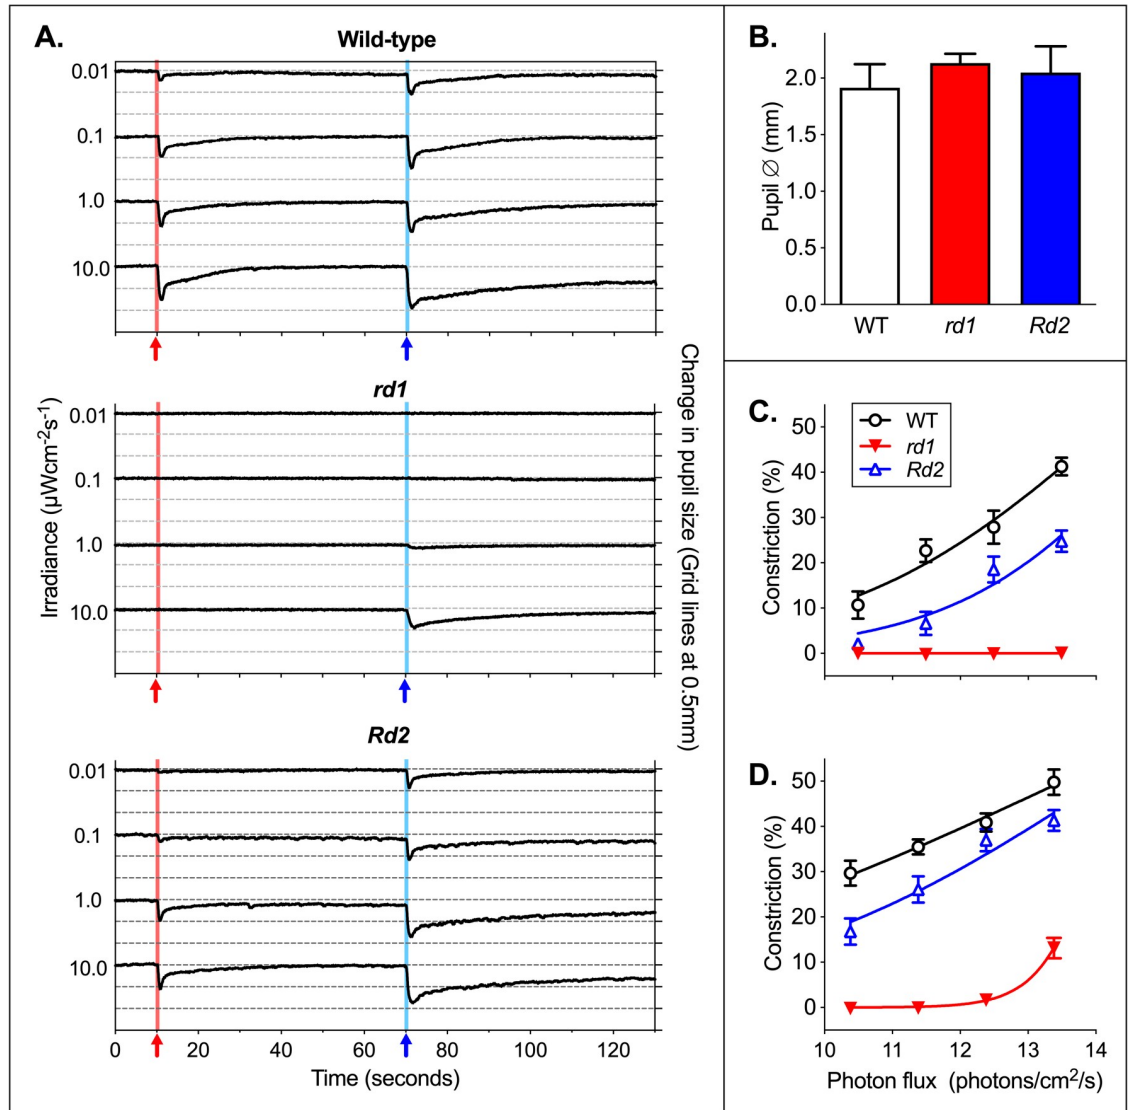 A.
Wild-type
0.01
0.1
1.0
10.0
rd1
0.01
0.1
1.0
10.0
Rd2
0.01
0.1
1.0
10.0
0 20 40 60 80 100 120
Time (seconds)
Irradiance (µWcm-2s-1)
Change in pupil size (Grid lines at 0.5mm)
B.
Pupil ∅ (mm)
2.0
1.5
1.0
0.5
0.0
WT rd1 Rd2
C.
WT
rd1
Rd2
Constriction (%)
50
40
30
20
10
0
D.
Constriction (%)
50
40
30
20
10
0
10 11 12 13 14
Photon flux (photons/cm²/s)